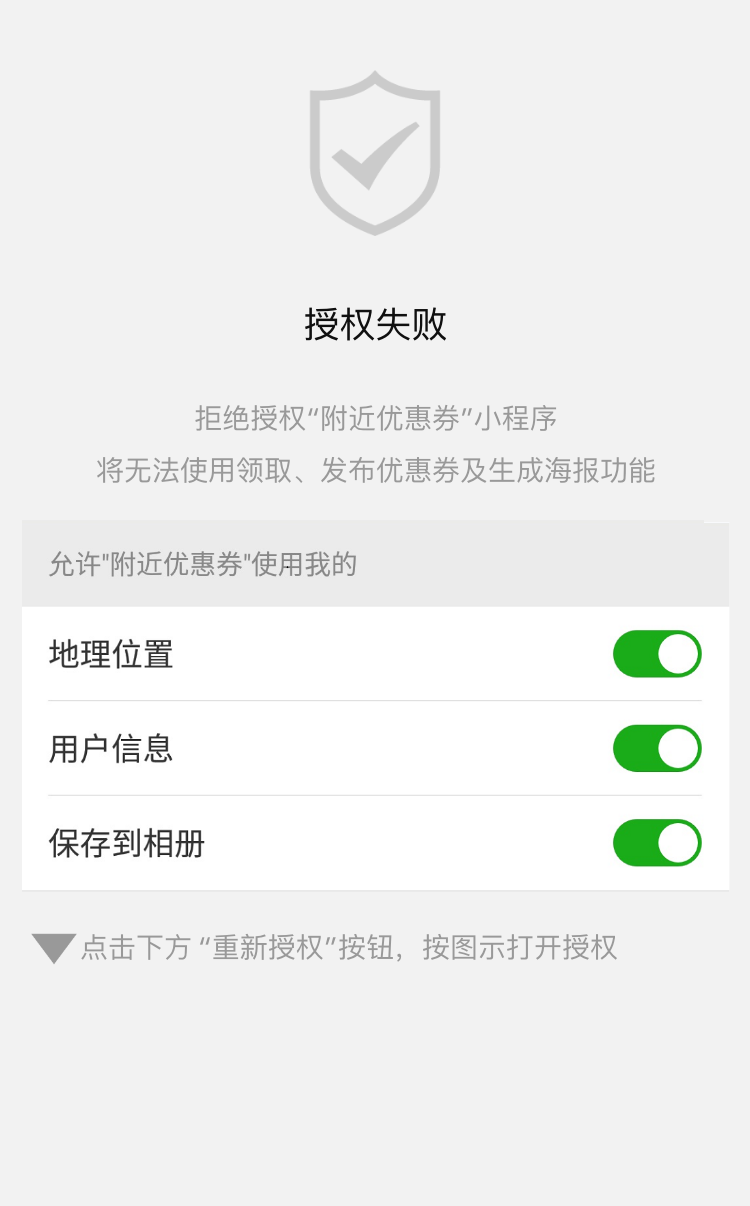 授权失败
拒绝授权“附近优惠券”小程序
将无法使用领取、发布优惠券及生成海报功能
允许"附近优惠券"使用我的
地理位置
用户信息
保存到相册
点击下方 “重新授权”按钮，按图示打开授权